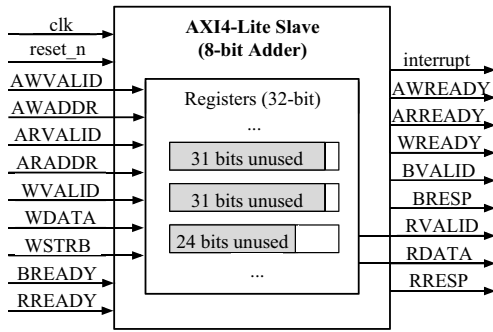 clk
reset_n
AWVALID
AWADDR
ARVALID
ARADDR
WVALID
WDATA
WSTRB
BREADY
RREADY
AXI4-Lite Slave
(8-bit Adder)
Registers (32-bit)
...
31 bits unused
31 bits unused
24 bits unused
...
interrupt
AWREADY
ARREADY
WREADY
BVALID
BRESP
RVALID
RDATA
RRESP